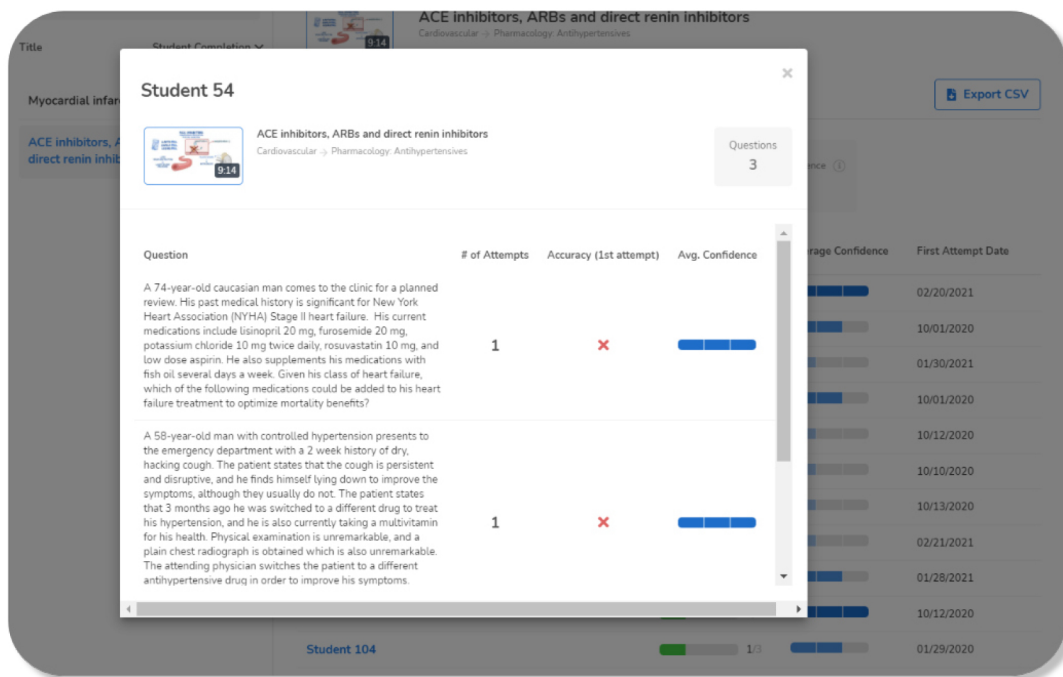 ACE inhibitors, ARBs and direct renin inhibitors
Cardiovascular -> Pharmacology: Antihypertensives
9:14
Title
Student Completion
Myocardial infar
ACE inhibitors, A
direct renin inhib
Export CSV
ence
rage Confidence
First Attempt Date
02/20/2021
10/01/2020
01/30/2021
10/01/2020
10/12/2020
10/10/2020
10/13/2020
02/21/2021
01/28/2021
10/12/2020
Student 104
1/3
01/29/2020
Student 54
9:14
ACE inhibitors, ARBs and direct renin inhibitors
Cardiovascular -> Pharmacology: Antihypertensives
Questions
3
Question
# of Attempts
Accuracy (1st attempt)
Avg. Confidence
A 74-year-old caucasian man comes to the clinic for a planned
review. His past medical history is significant for New York
Heart Association (NYHA) Stage II heart failure. His current
medications include lisinopril 20 mg, furosemide 20 mg,
potassium chloride 10 mg twice daily, rosuvastatin 10 mg, and
low dose aspirin. He also supplements his medications with
fish oil several days a week. Given his class of heart failure,
which of the following medications could be added to his heart
failure treatment to optimize mortality benefits?
1
A 58-year-old man with controlled hypertension presents to
the emergency department with a 2 week history of dry,
hacking cough. The patient states that the cough is persistent
and disruptive, and he finds himself lying down to improve the
symptoms, although they usually do not. The patient states
that 3 months ago he was switched to a different drug to treat
his hypertension, and he is also currently taking a multivitamin
for his health. Physical examination is unremarkable, and a
plain chest radiograph is obtained which is also unremarkable.
The attending physician switches the patient to a different
antihypertensive drug in order to improve his symptoms.
1